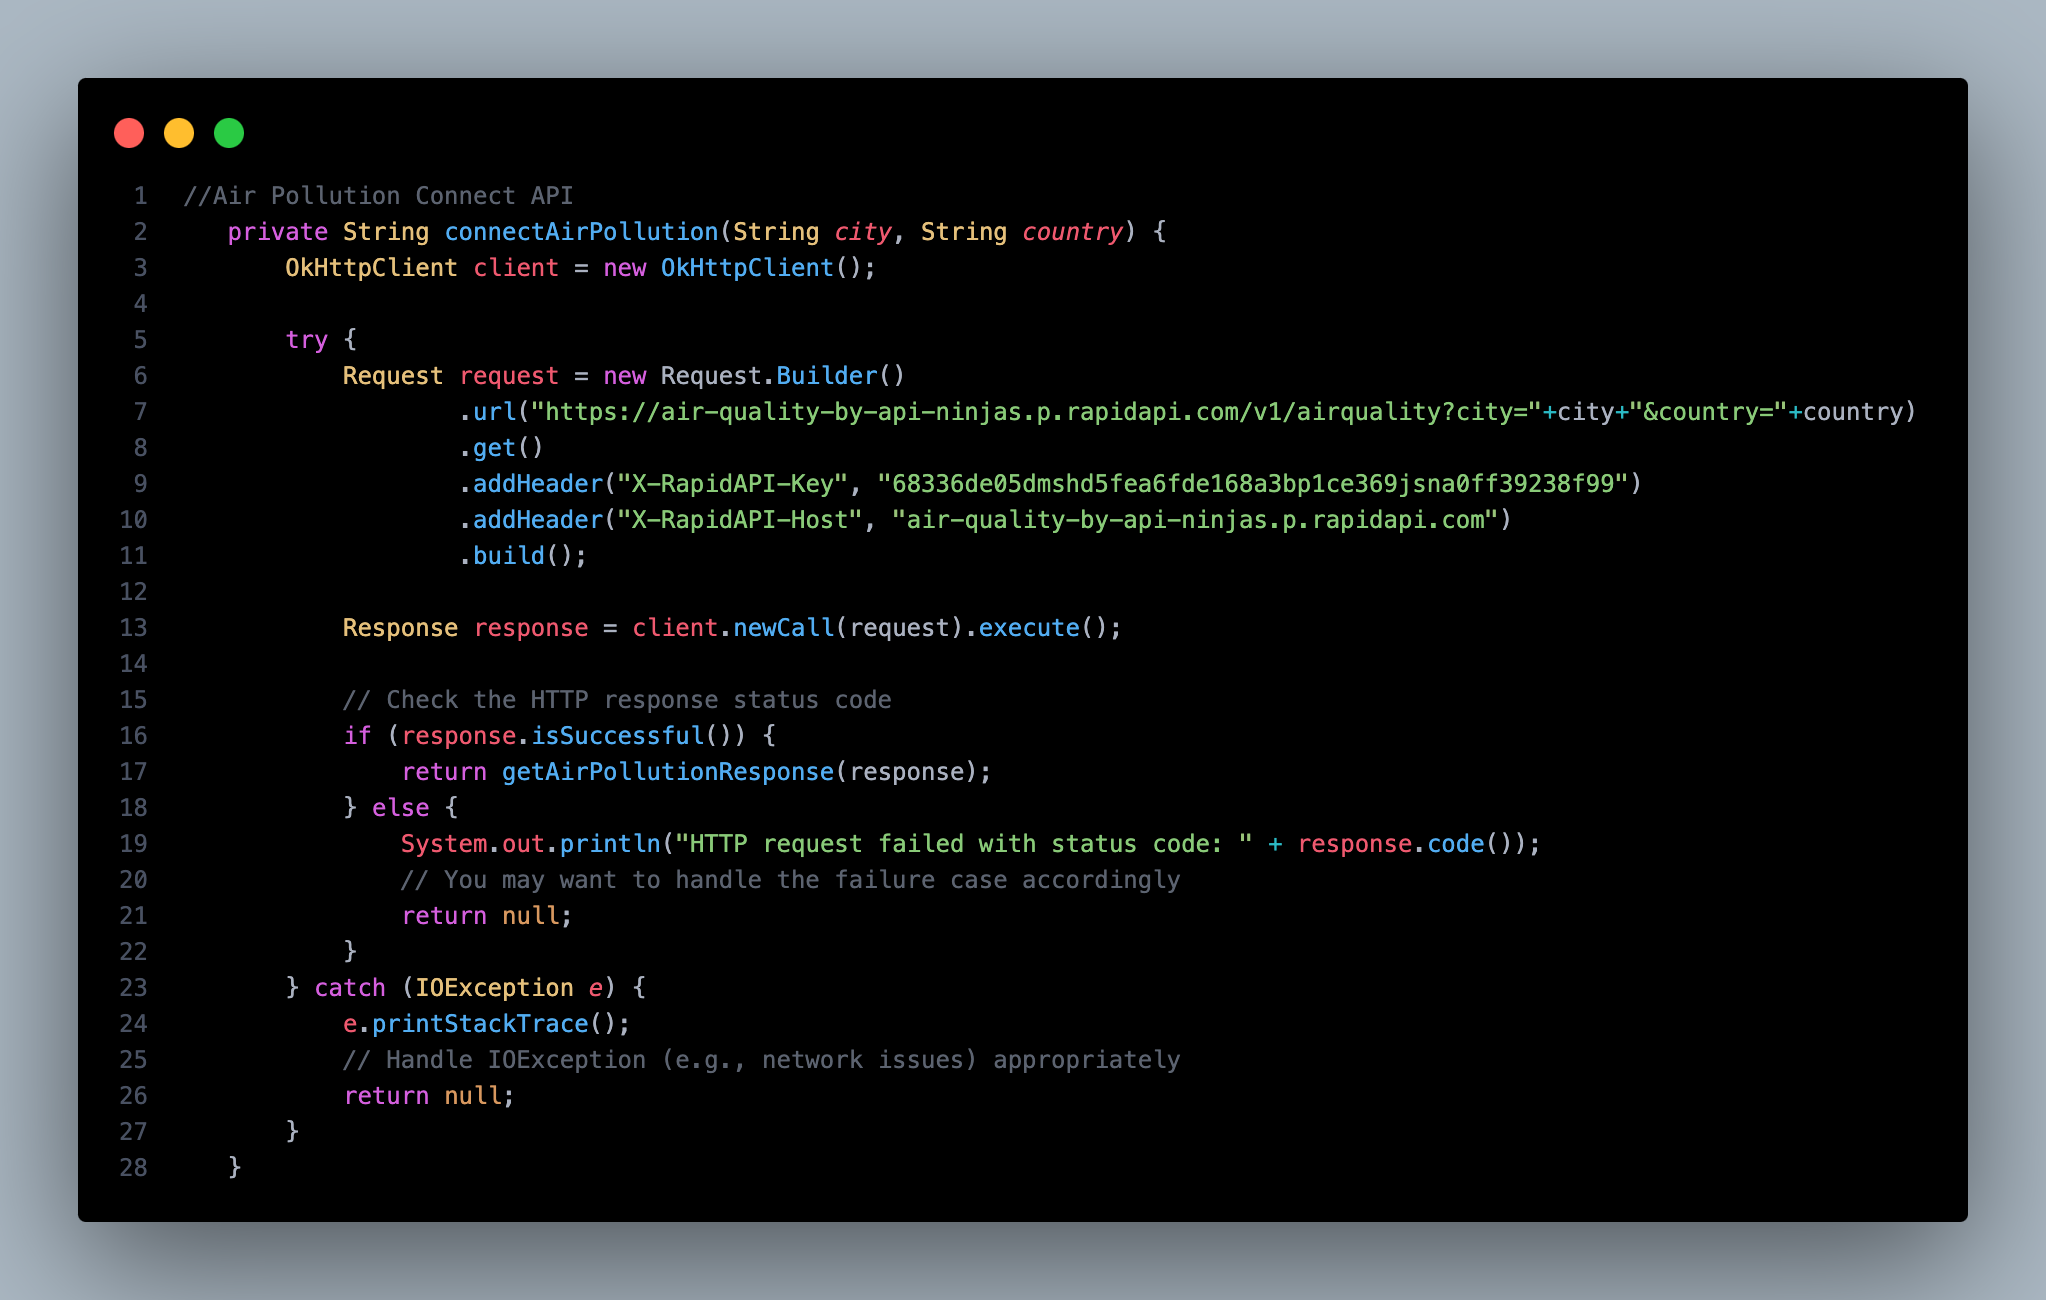 1 //Air Pollution Connect API
2 private String connectAirPollution(String city, String country) {
3 OkHttpClient client = new OkHttpClient();
4
5 try {
6 Request request = new Request.Builder()
7 .url("https://air-quality-by-api-ninjas.p.rapidapi.com/v1/airquality?city="+city+"&country="+country)
8 .get()
9 .addHeader("X-RapidAPI-Key", "68336de05dmshd5fea6fde168a3bp1ce369jsna0ff39238f99")
10 .addHeader("X-RapidAPI-Host", "air-quality-by-api-ninjas.p.rapidapi.com")
11 .build();
12
13 Response response = client.newCall(request).execute();
14
15 // Check the HTTP response status code
16 if (response.isSuccessful()) {
17 return getAirPollutionResponse(response);
18 } else {
19 System.out.println("HTTP request failed with status code: " + response.code());
20 // You may want to handle the failure case accordingly
21 return null;
22 }
23 } catch (IOException e) {
24 e.printStackTrace();
25 // Handle IOException (e.g., network issues) appropriately
26 return null;
27 }
28 }